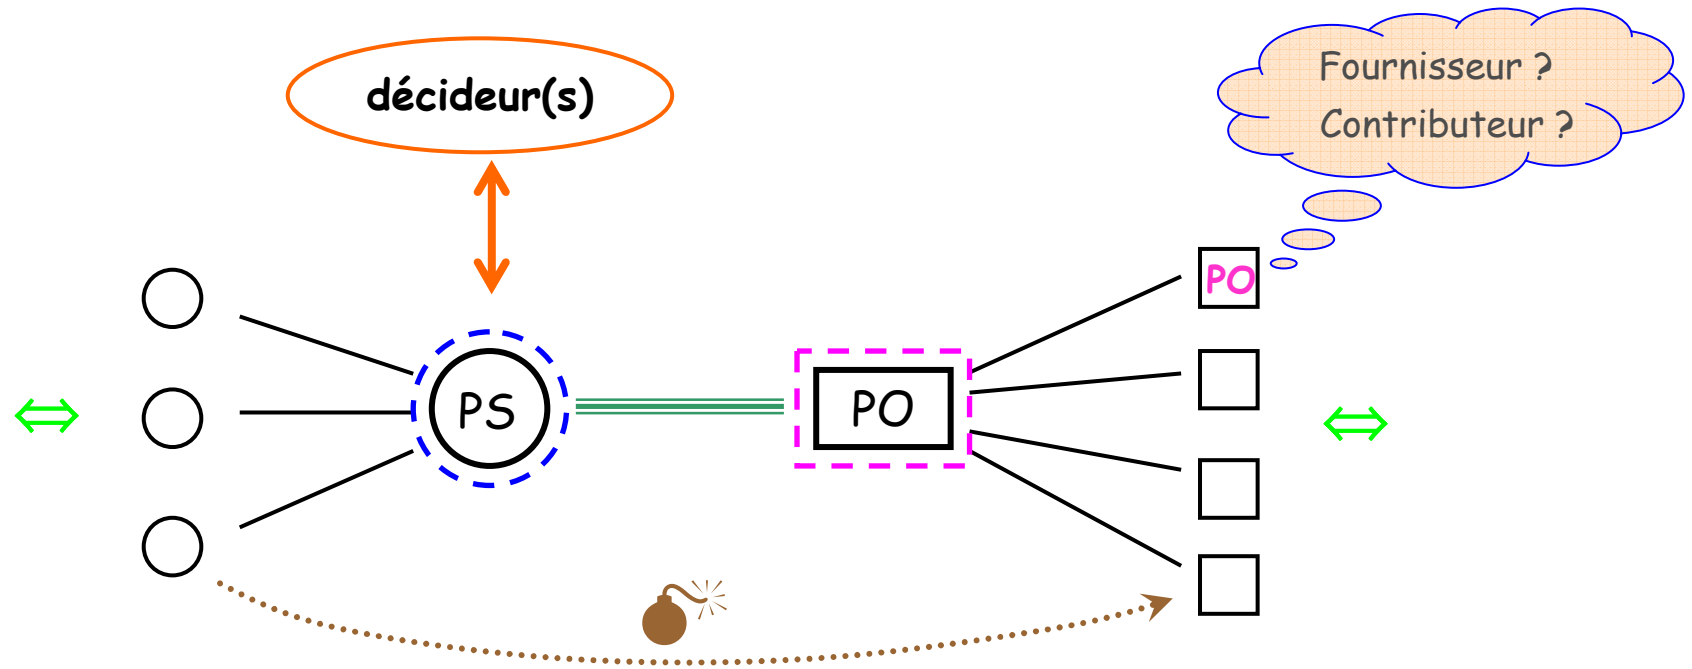 décideur(s)
Fournisseur ?
Contributeur ?
PO
PS
PO